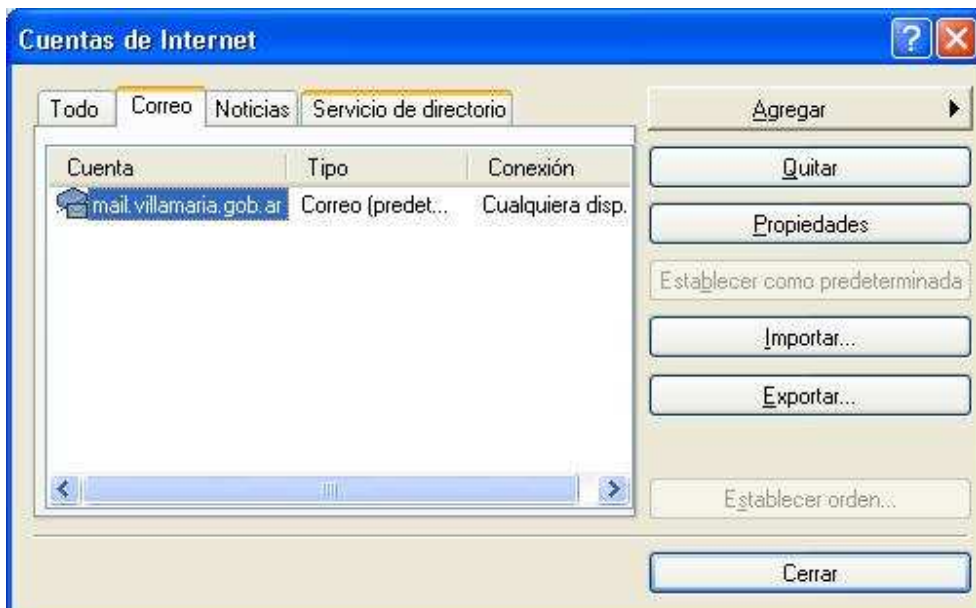 Cuentas de Internet
Todo Correo Noticias Servicio de directorio
Cuenta Tipo Conexión
mail.villamaria.gob.ar Correo (predet... Cualquiera disp.
Agregar
Quitar
Propiedades
Establecer como predeterminada
Importar...
Exportar...
Establecer orden...
Cerrar